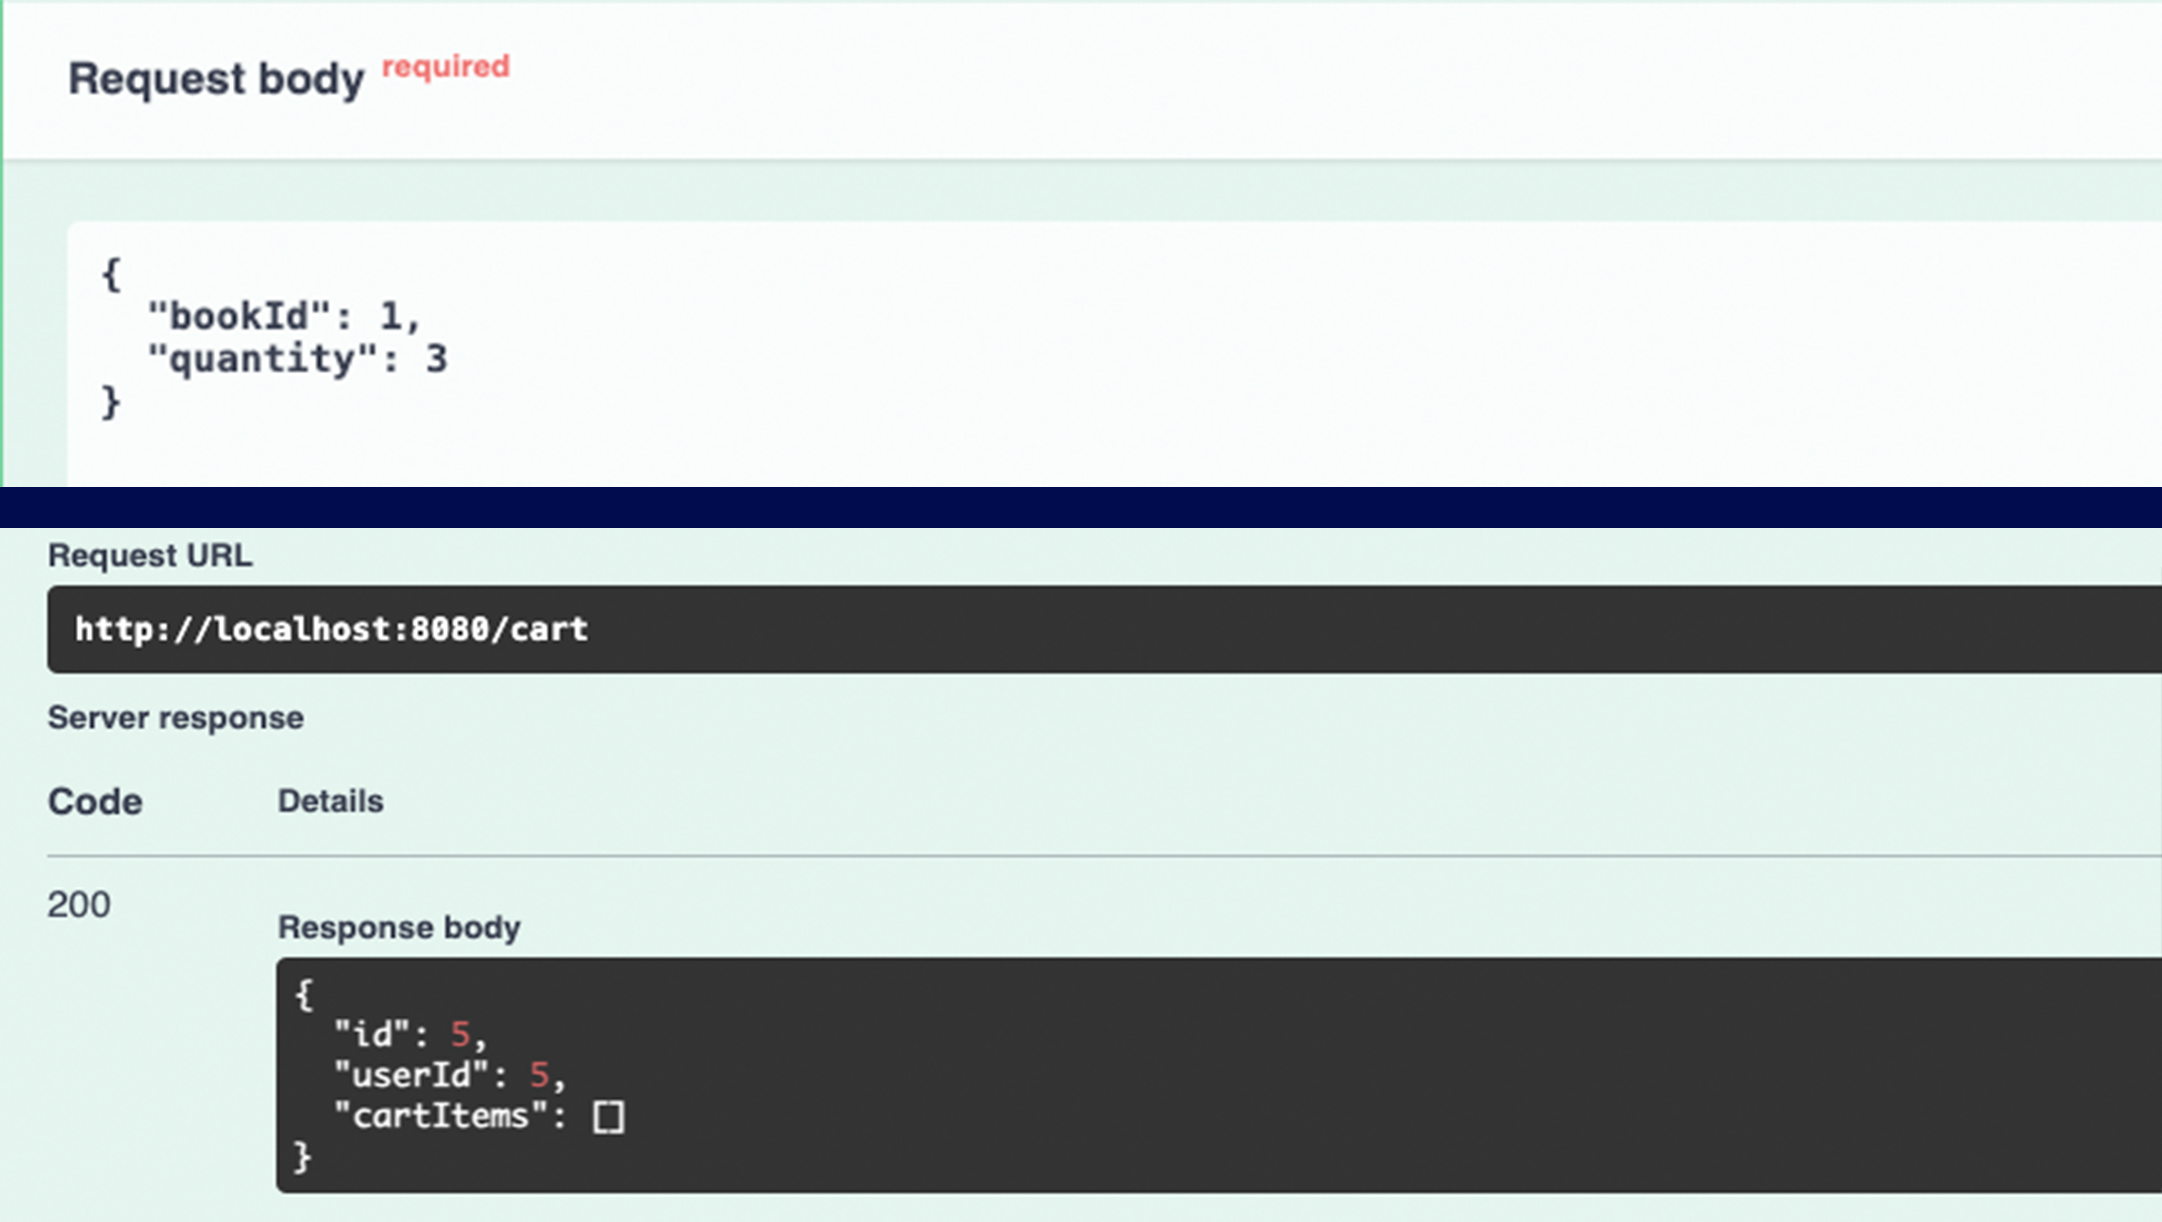 Request body required
{
  "bookId": 1,
  "quantity": 3
}
Request URL
http://localhost:8080/cart
Server response
Code Details
200
Response body
{
  "id": 5,
  "userId": 5,
  "cartItems": []
}